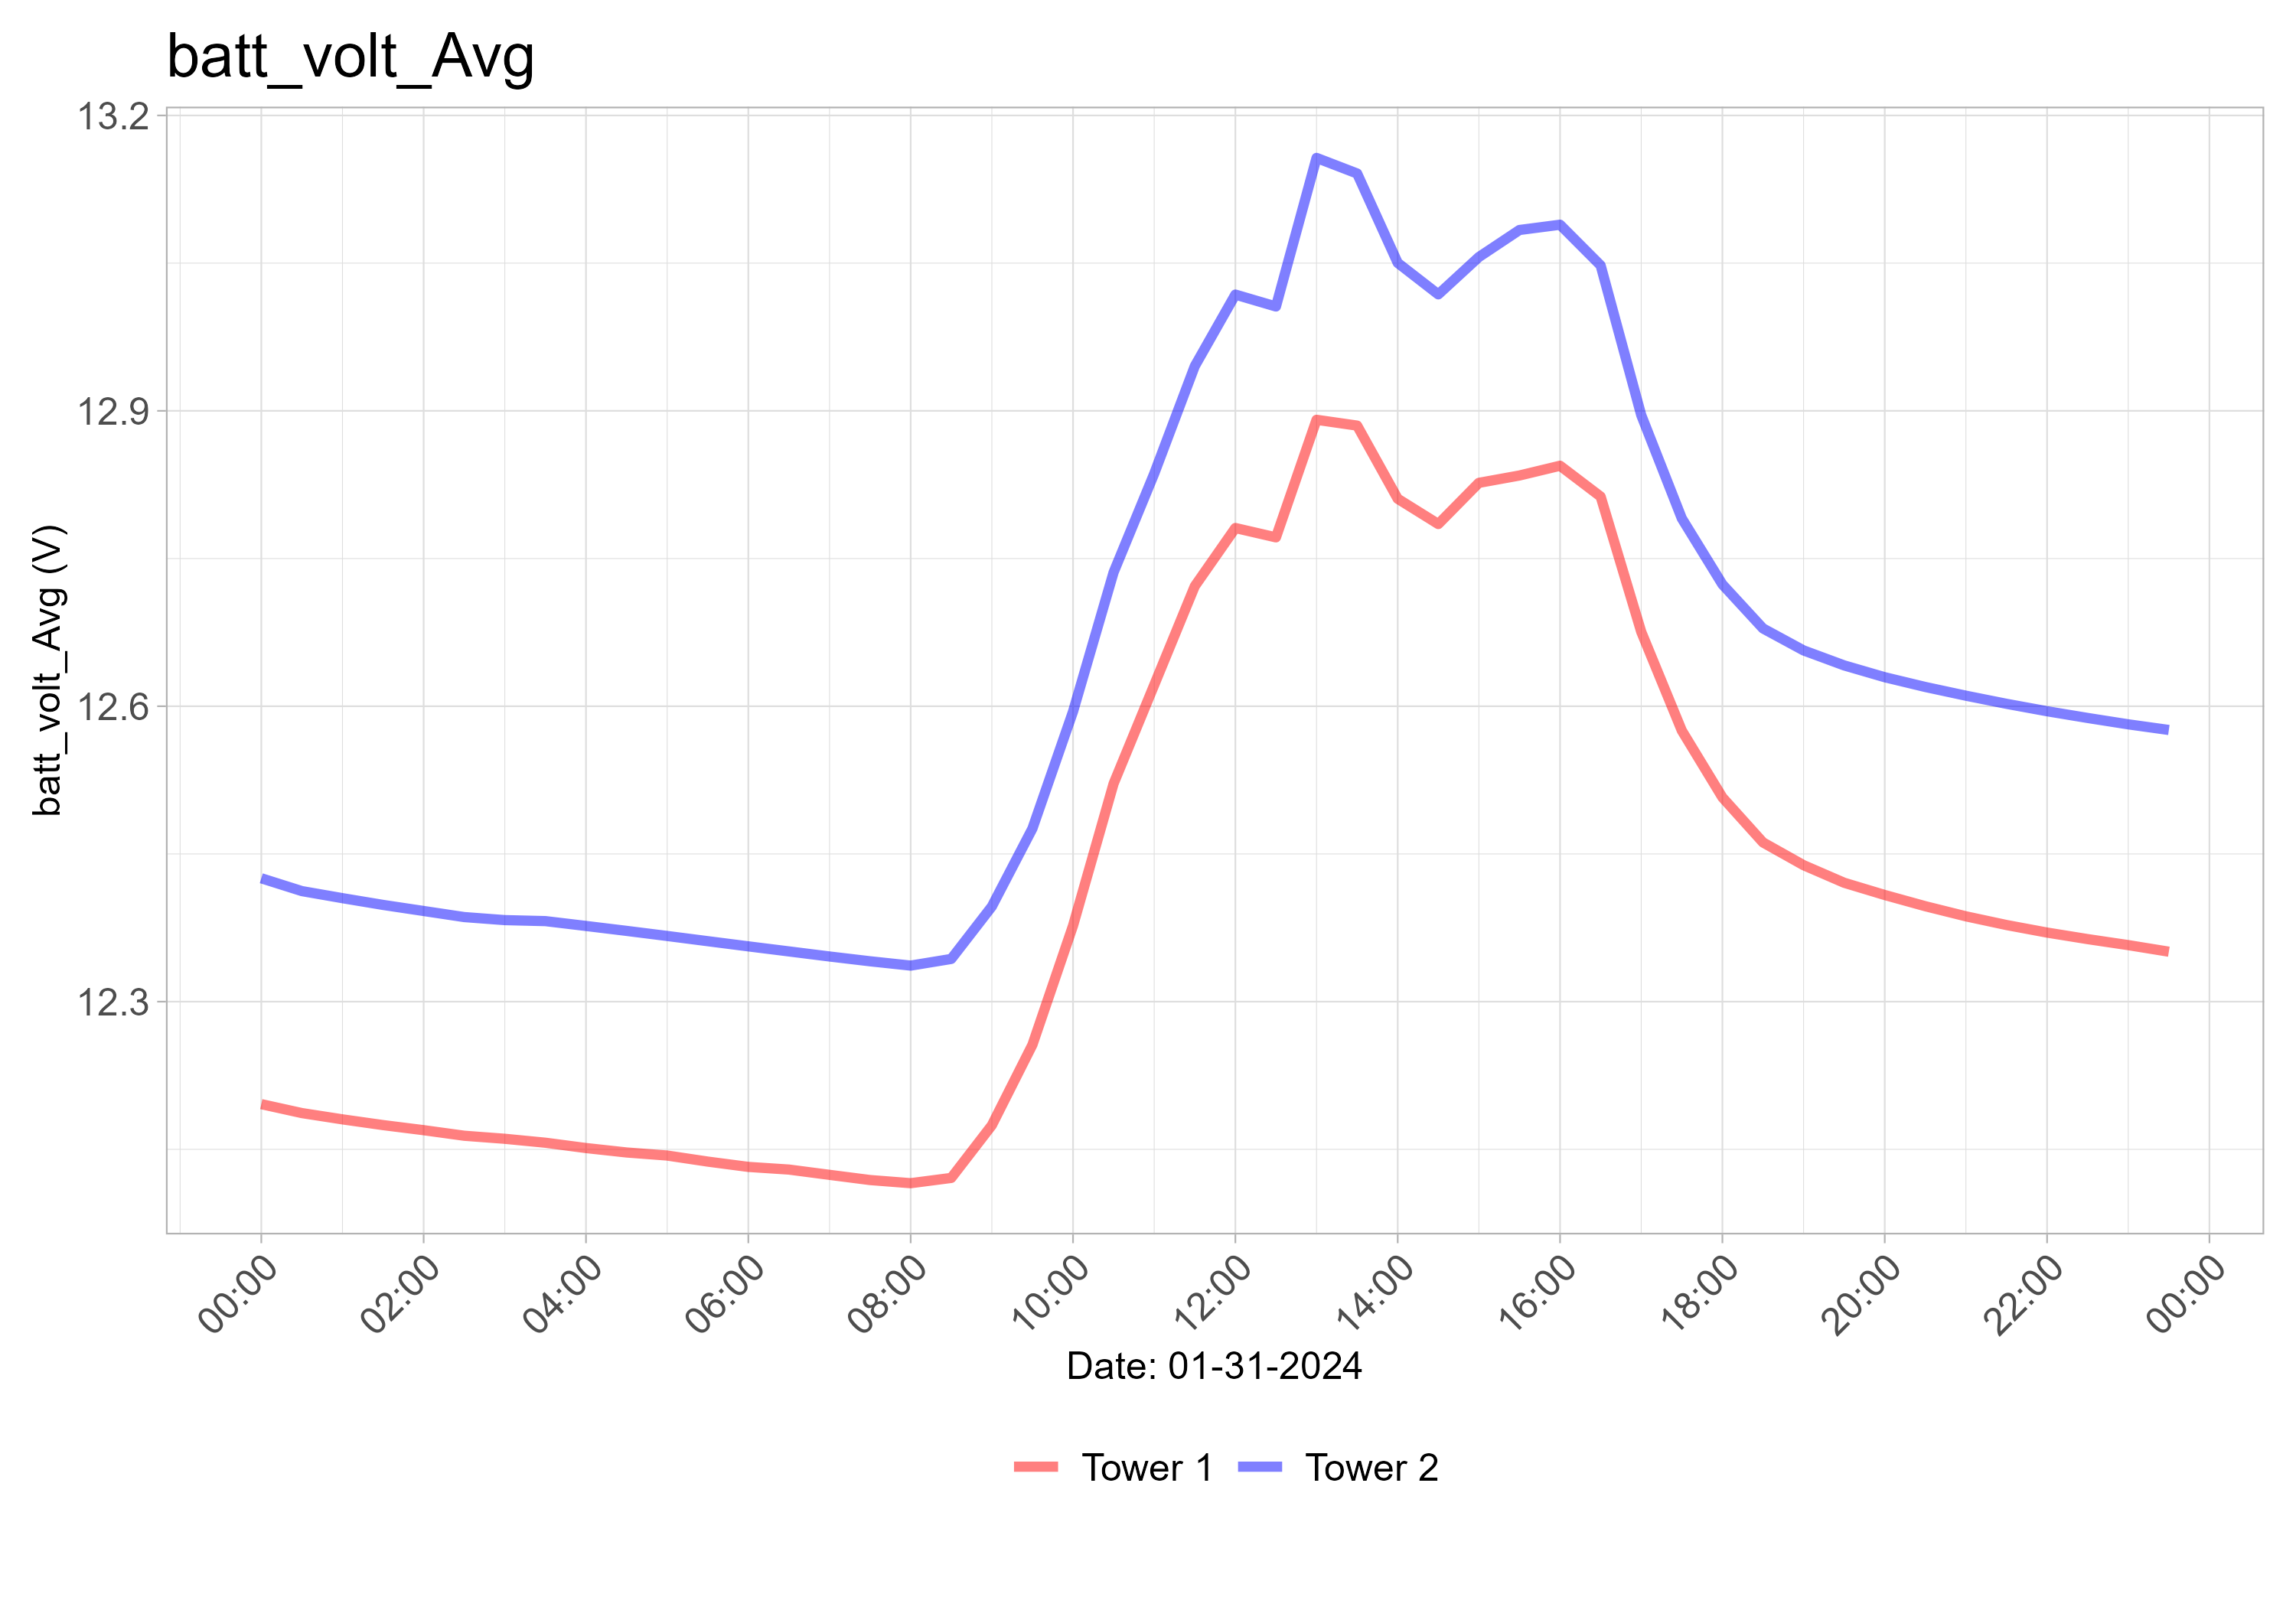 batt_volt_Avg
batt_volt_Avg (V)
13.2
12.9
12.6
12.3
00:00 02:00 04:00 06:00 08:00 10:00 12:00 14:00 16:00 18:00 20:00 22:00 00:00
Date: 01-31-2024
Tower 1 Tower 2